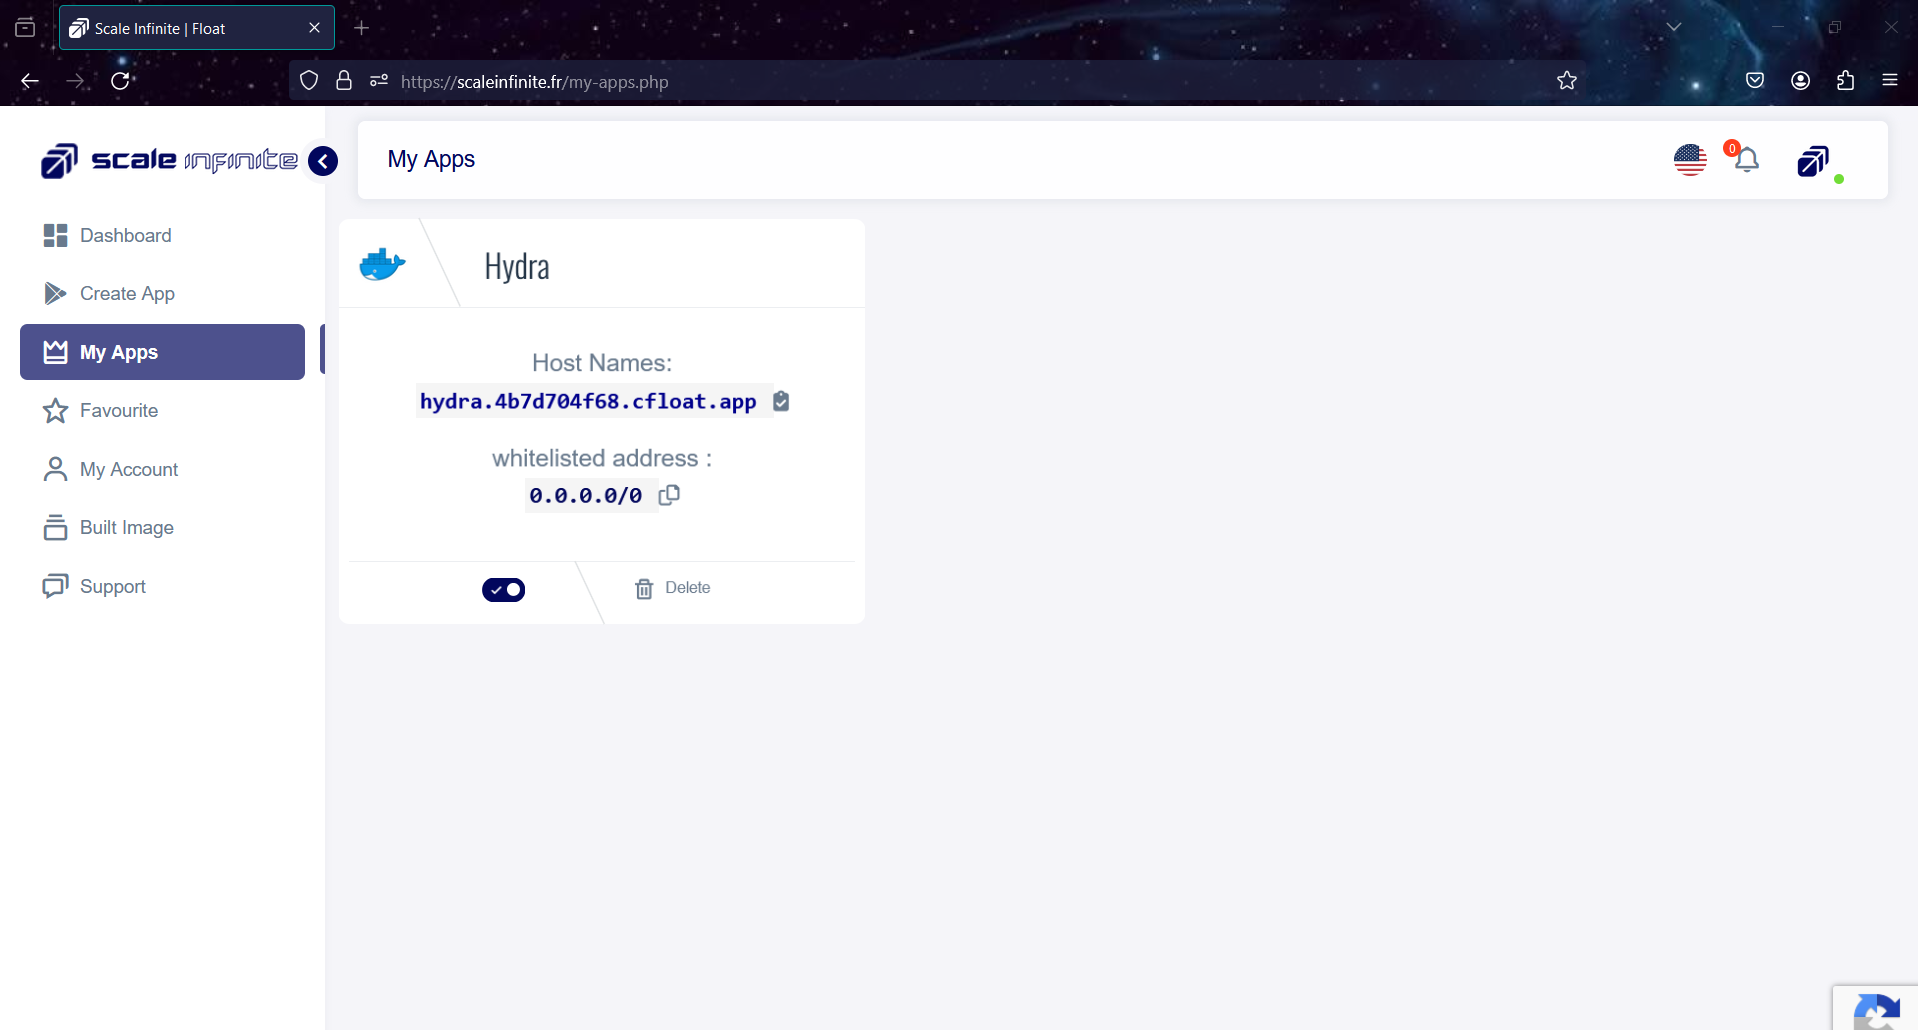 Scale Infinite | Float
https://scaleinfinite.fr/my-apps.php
scale infinite
My Apps
0
Dashboard
Create App
My Apps
Favourite
My Account
Built Image
Support
Hydra
Host Names:
hydra.4b7d704f68.cfloat.app
whitelisted address :
0.0.0.0/0
Delete